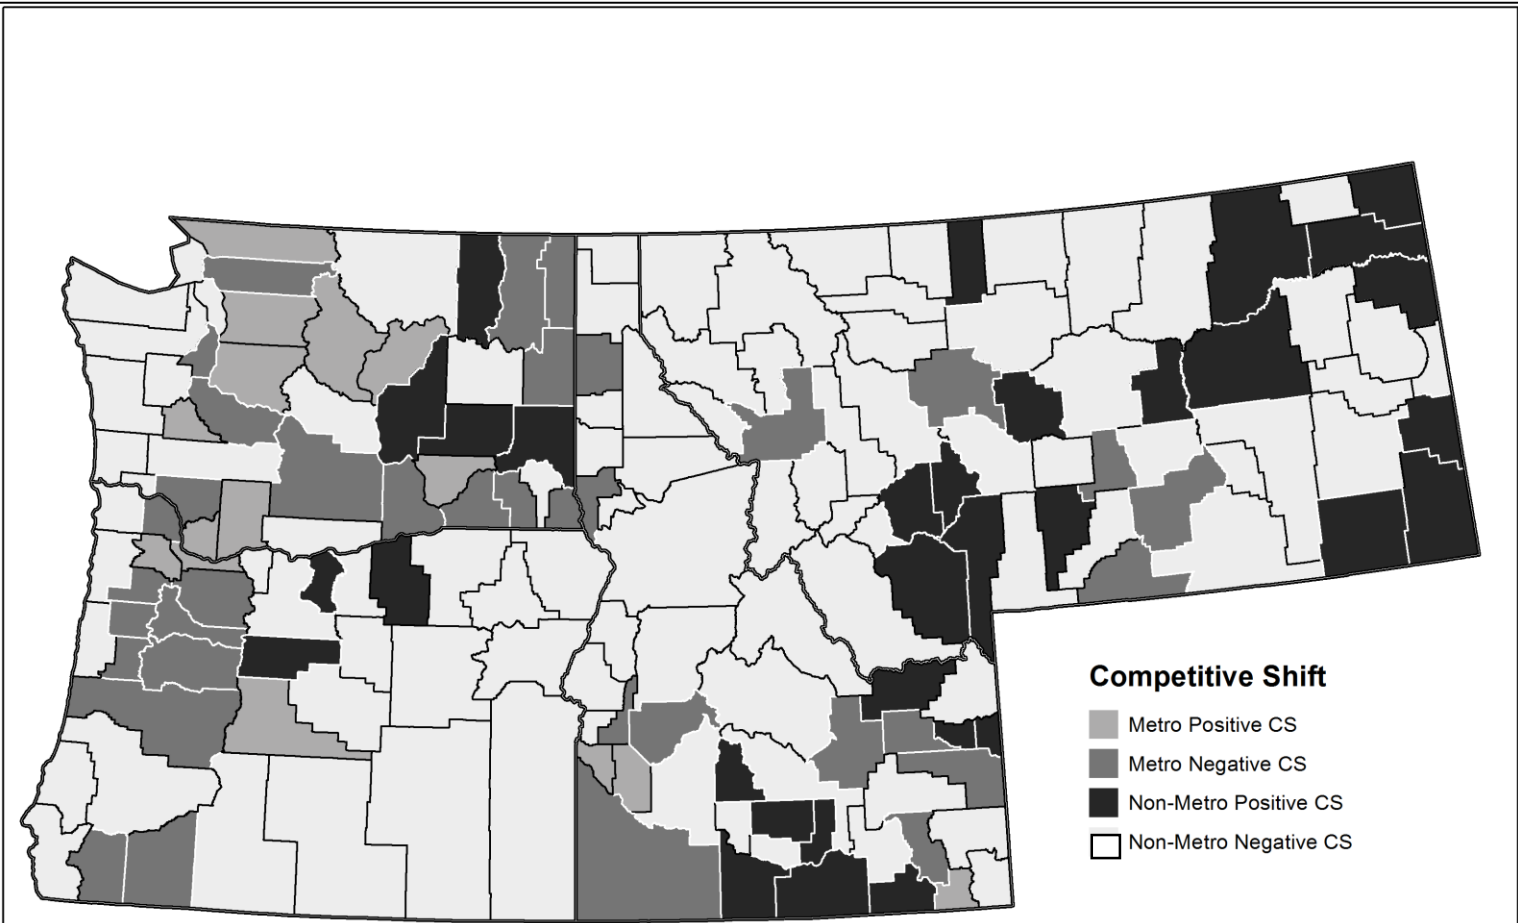 Competitive Shift
Metro Positive CS
Metro Negative CS
Non-Metro Positive CS
Non-Metro Negative CS